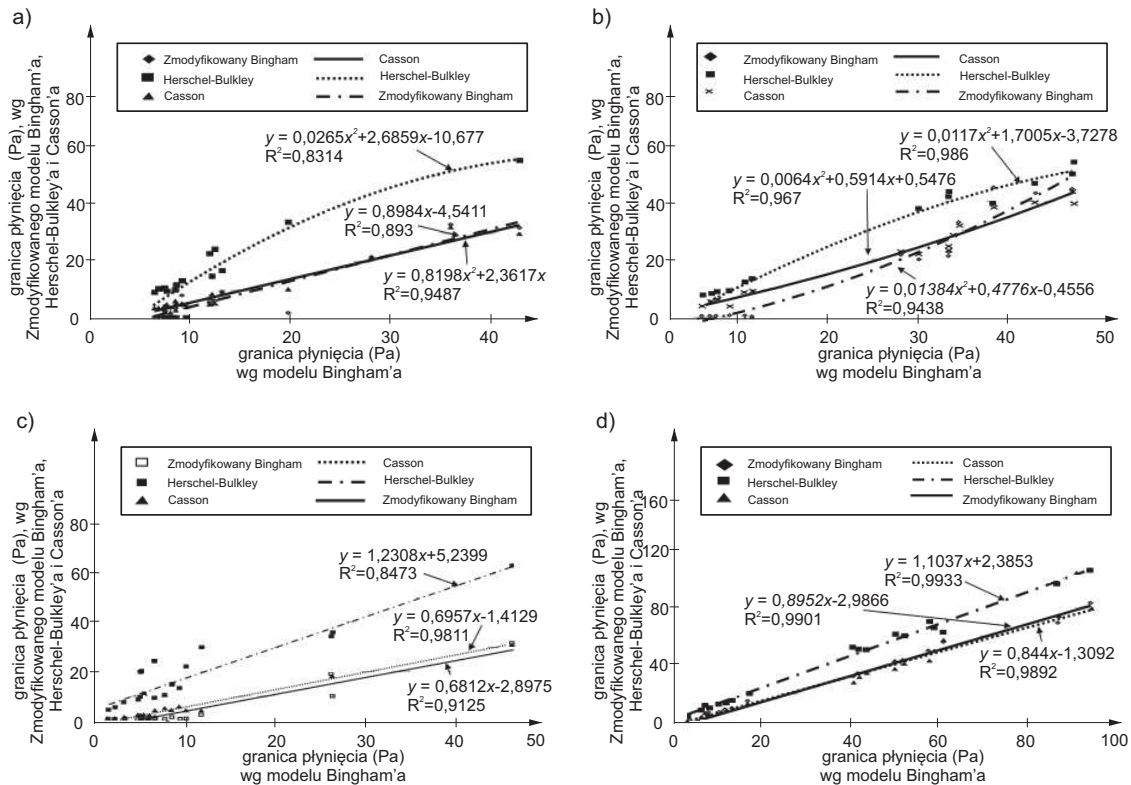 a)
granica płynięcia (Pa), wg
Zmodyfikowanego modelu Bingham’a,
Herschel-Bulkley’a i Casson’a
Zmodyfikowany Bingham
Herschel-Bulkley
Casson
Casson
Herschel-Bulkley
Zmodyfikowany Bingham
80
60
40
20
0
y = 0,0265x²+2,6859x-10,677
R²=0,8314
y = 0,8984x-4,5411
R²=0,893
y = 0,8198x²+2,3617x
R²=0,9487
0 10 20 30 40
granica płynięcia (Pa)
wg modelu Bingham’a
b)
granica płynięcia (Pa), wg
Zmodyfikowanego modelu Bingham’a,
Herschel-Bulkley’a i Casson’a
Zmodyfikowany Bingham
Herschel-Bulkley
Casson
Casson
Herschel-Bulkley
Zmodyfikowany Bingham
80
60
40
20
0
y = 0,0117x²+1,7005x-3,7278
R²=0,986
y = 0,0064x²+0,5914x+0,5476
R²=0,967
y = 0,01384x²+0,4776x-0,4556
R²=0,9438
0 10 20 30 40 50
granica płynięcia (Pa)
wg modelu Bingham’a
c)
granica płynięcia (Pa), wg
Zmodyfikowanego modelu Bingham’a,
Herschel-Bulkley’a i Casson’a
Zmodyfikowany Bingham
Herschel-Bulkley
Casson
Casson
Herschel-Bulkley
Zmodyfikowany Bingham
80
60
40
20
0
y = 1,2308x+5,2399
R²=0,8473
y = 0,6957x-1,4129
R²=0,9811
y = 0,6812x-2,8975
R²=0,9125
0 10 20 30 40 50
granica płynięcia (Pa)
wg modelu Bingham’a
d)
granica płynięcia (Pa), wg
Zmodyfikowanego modelu Bingham’a,
Herschel-Bulkley’a i Casson’a
Zmodyfikowany Bingham
Herschel-Bulkley
Casson
Casson
Herschel-Bulkley
Zmodyfikowany Bingham
160
120
80
40
0
y = 1,1037x+2,3853
R²=0,9933
y = 0,8952x-2,9866
R²=0,9901
y = 0,844x-1,3092
R²=0,9892
0 20 40 60 80 100
granica płynięcia (Pa)
wg modelu Bingham’a